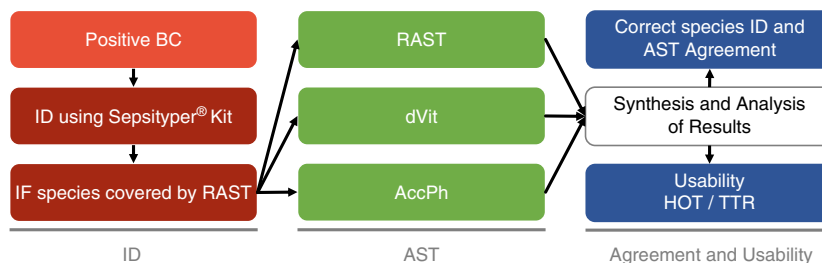 Positive BC
ID using Sepsityper® Kit
IF species covered by RAST
ID
RAST
dVit
AccPh
AST
Correct species ID and
AST Agreement
Synthesis and Analysis
of Results
Usability
HOT / TTR
Agreement and Usability